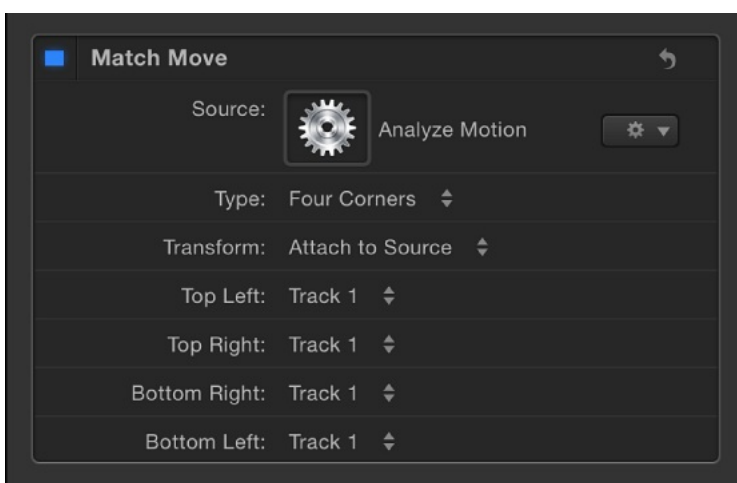 Match Move
Source: Analyze Motion
Type: Four Corners
Transform: Attach to Source
Top Left: Track 1
Top Right: Track 1
Bottom Right: Track 1
Bottom Left: Track 1